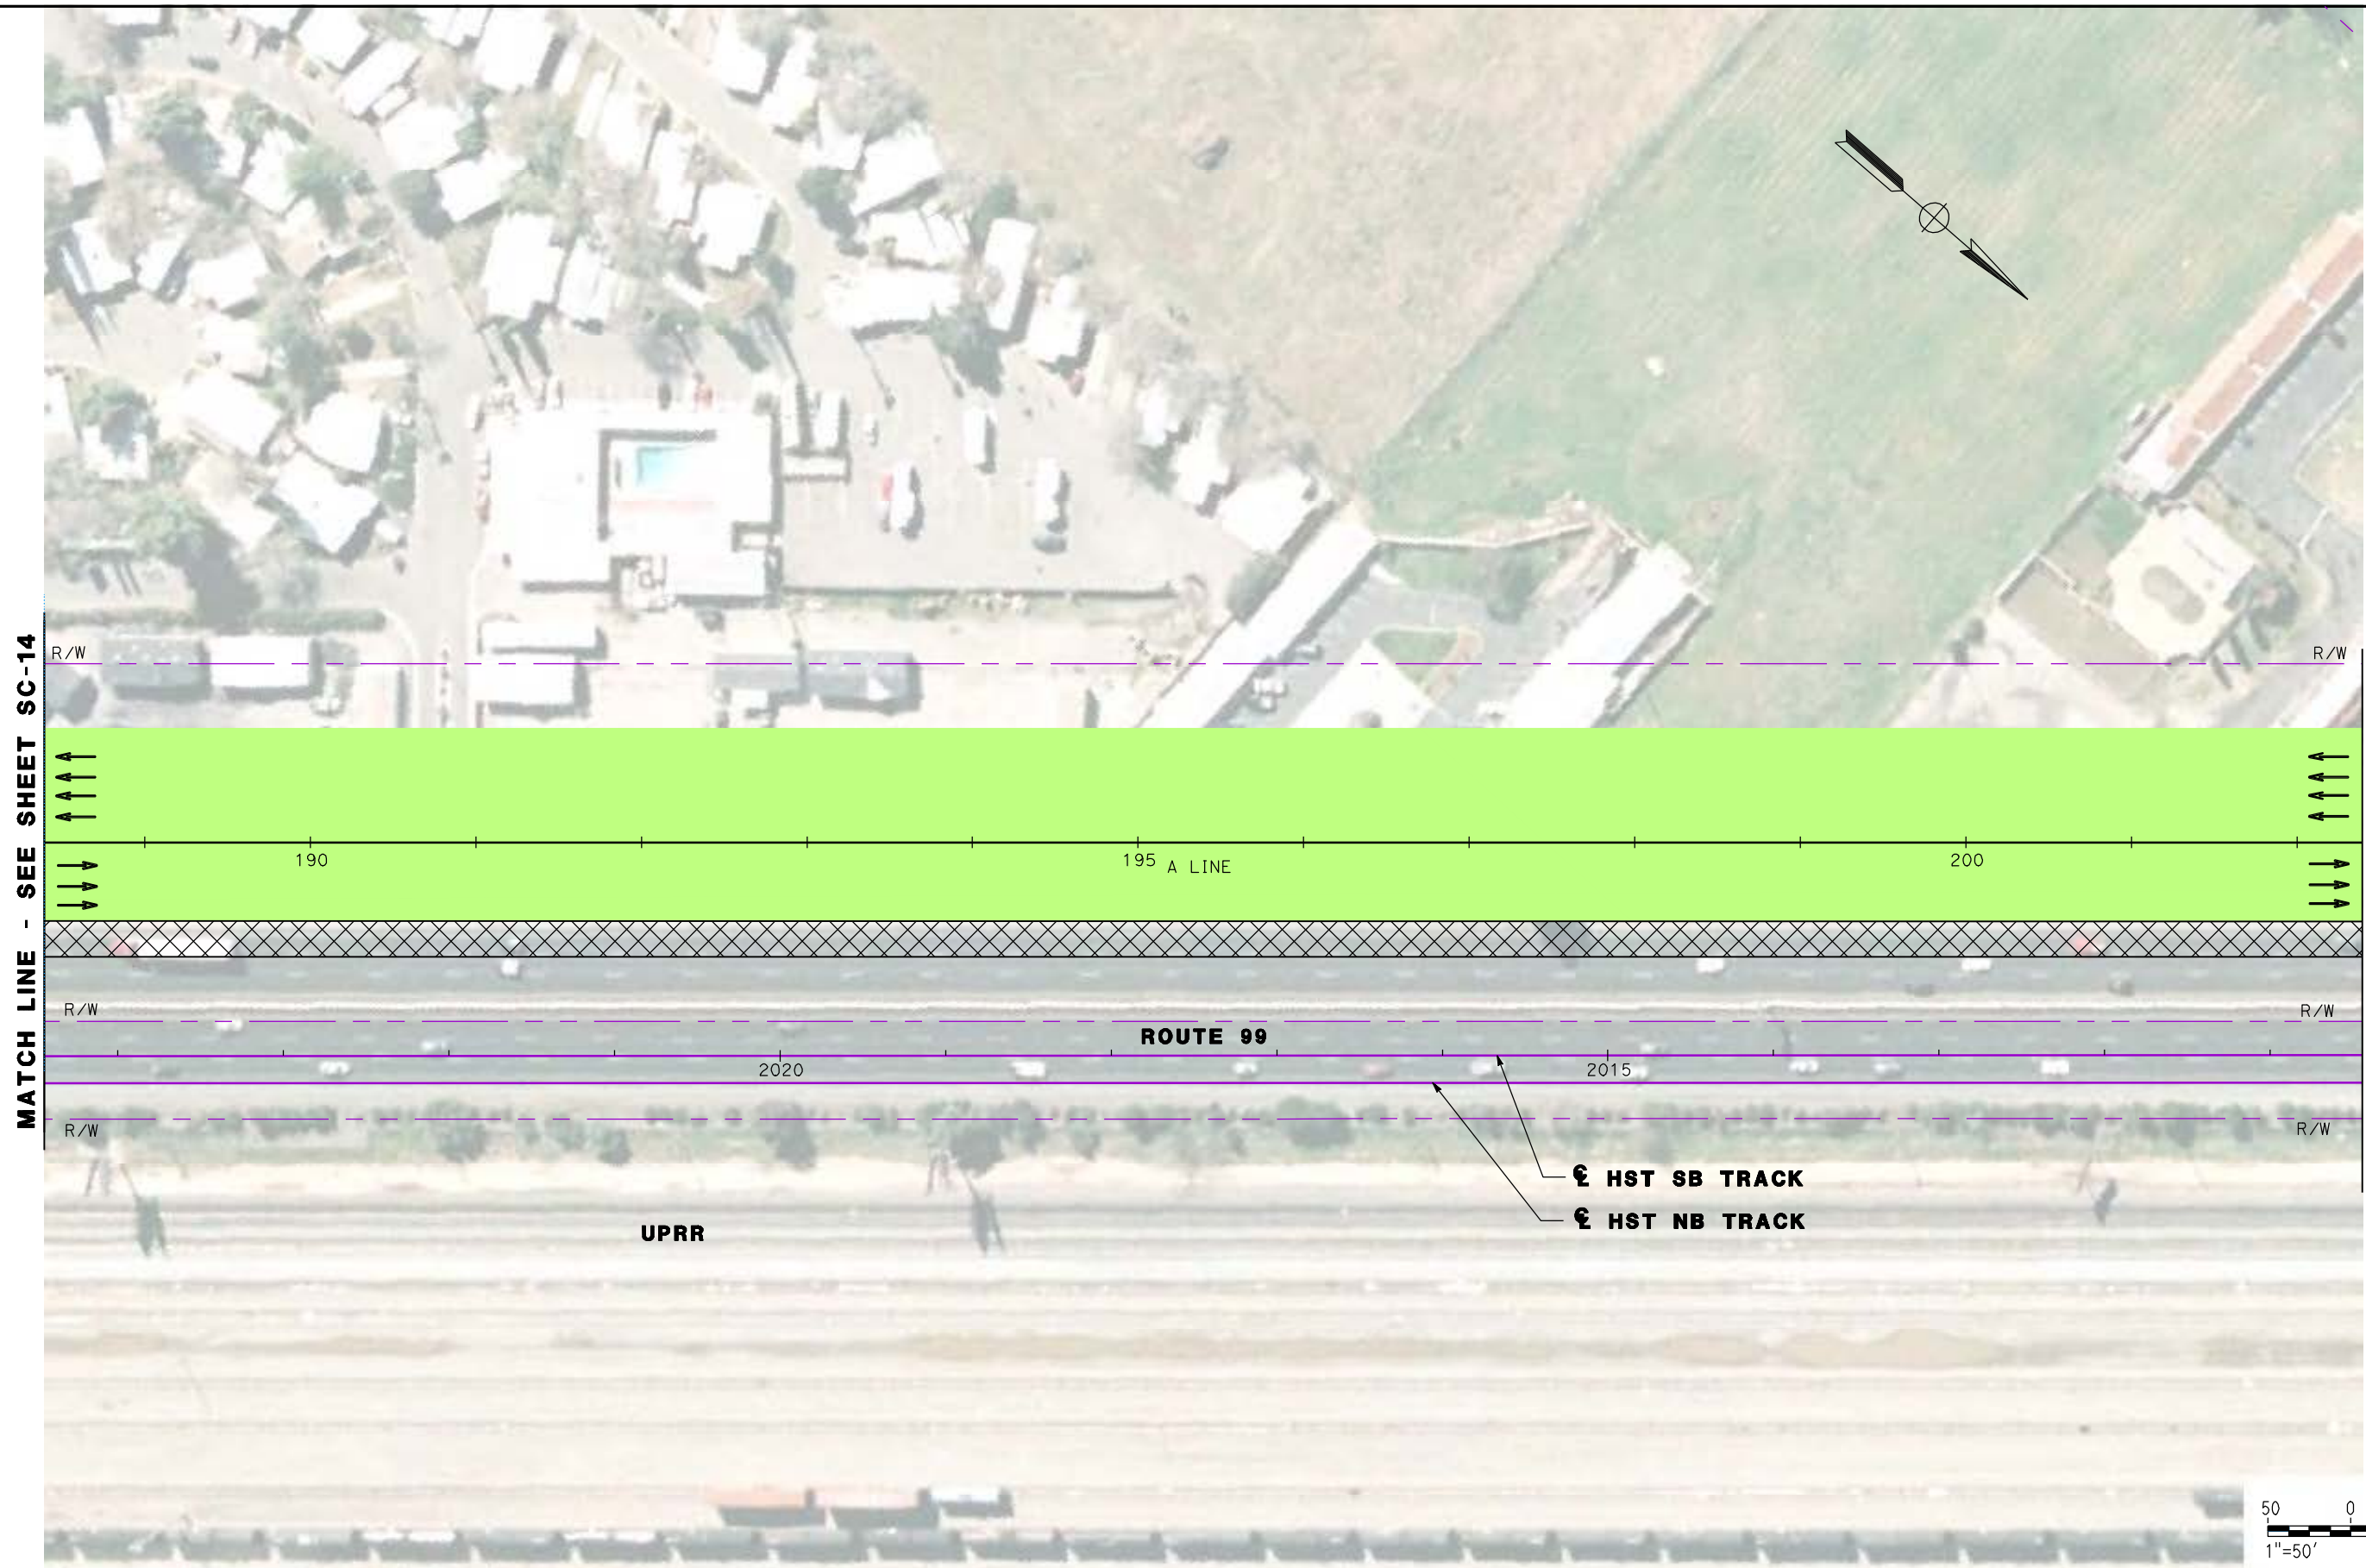 MATCH LINE - SEE SHEET SC-14
R/W R/W
190 195 A LINE 200
R/W R/W
ROUTE 99
2020 2015
R/W R/W
℄ HST SB TRACK
℄ HST NB TRACK
UPRR
50 0
1"=50'